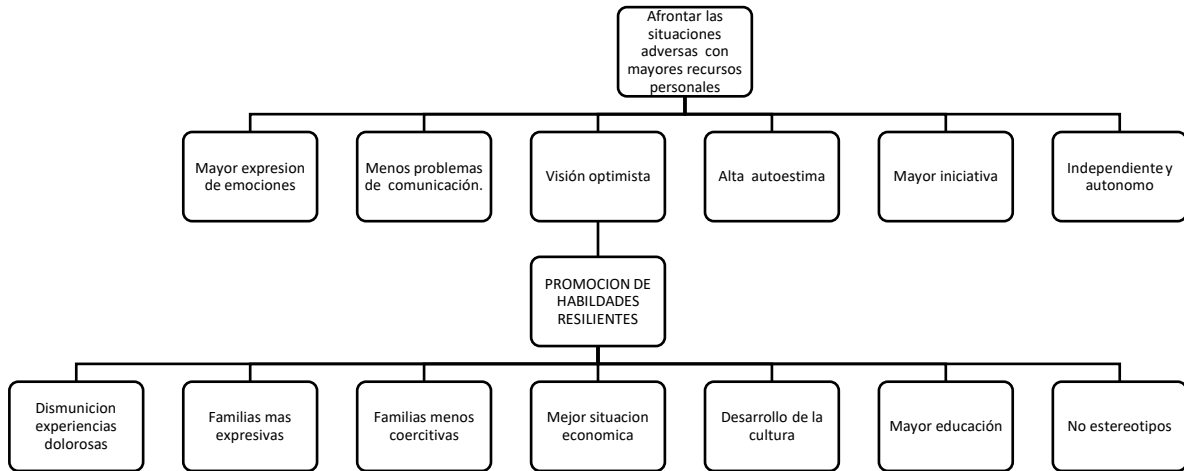 Afrontar las
situaciones
adversas con
mayores recursos
personales
Mayor expresion
de emociones
Menos problemas
de comunicación.
Visión optimista
Alta autoestima
Mayor iniciativa
Independiente y
autonomo
PROMOCION DE
HABILDADES
RESILIENTES
Dismunicion
experiencias
dolorosas
Familias mas
expresivas
Familias menos
coercitivas
Mejor situacion
economica
Desarrollo de la
cultura
Mayor educación
No estereotipos